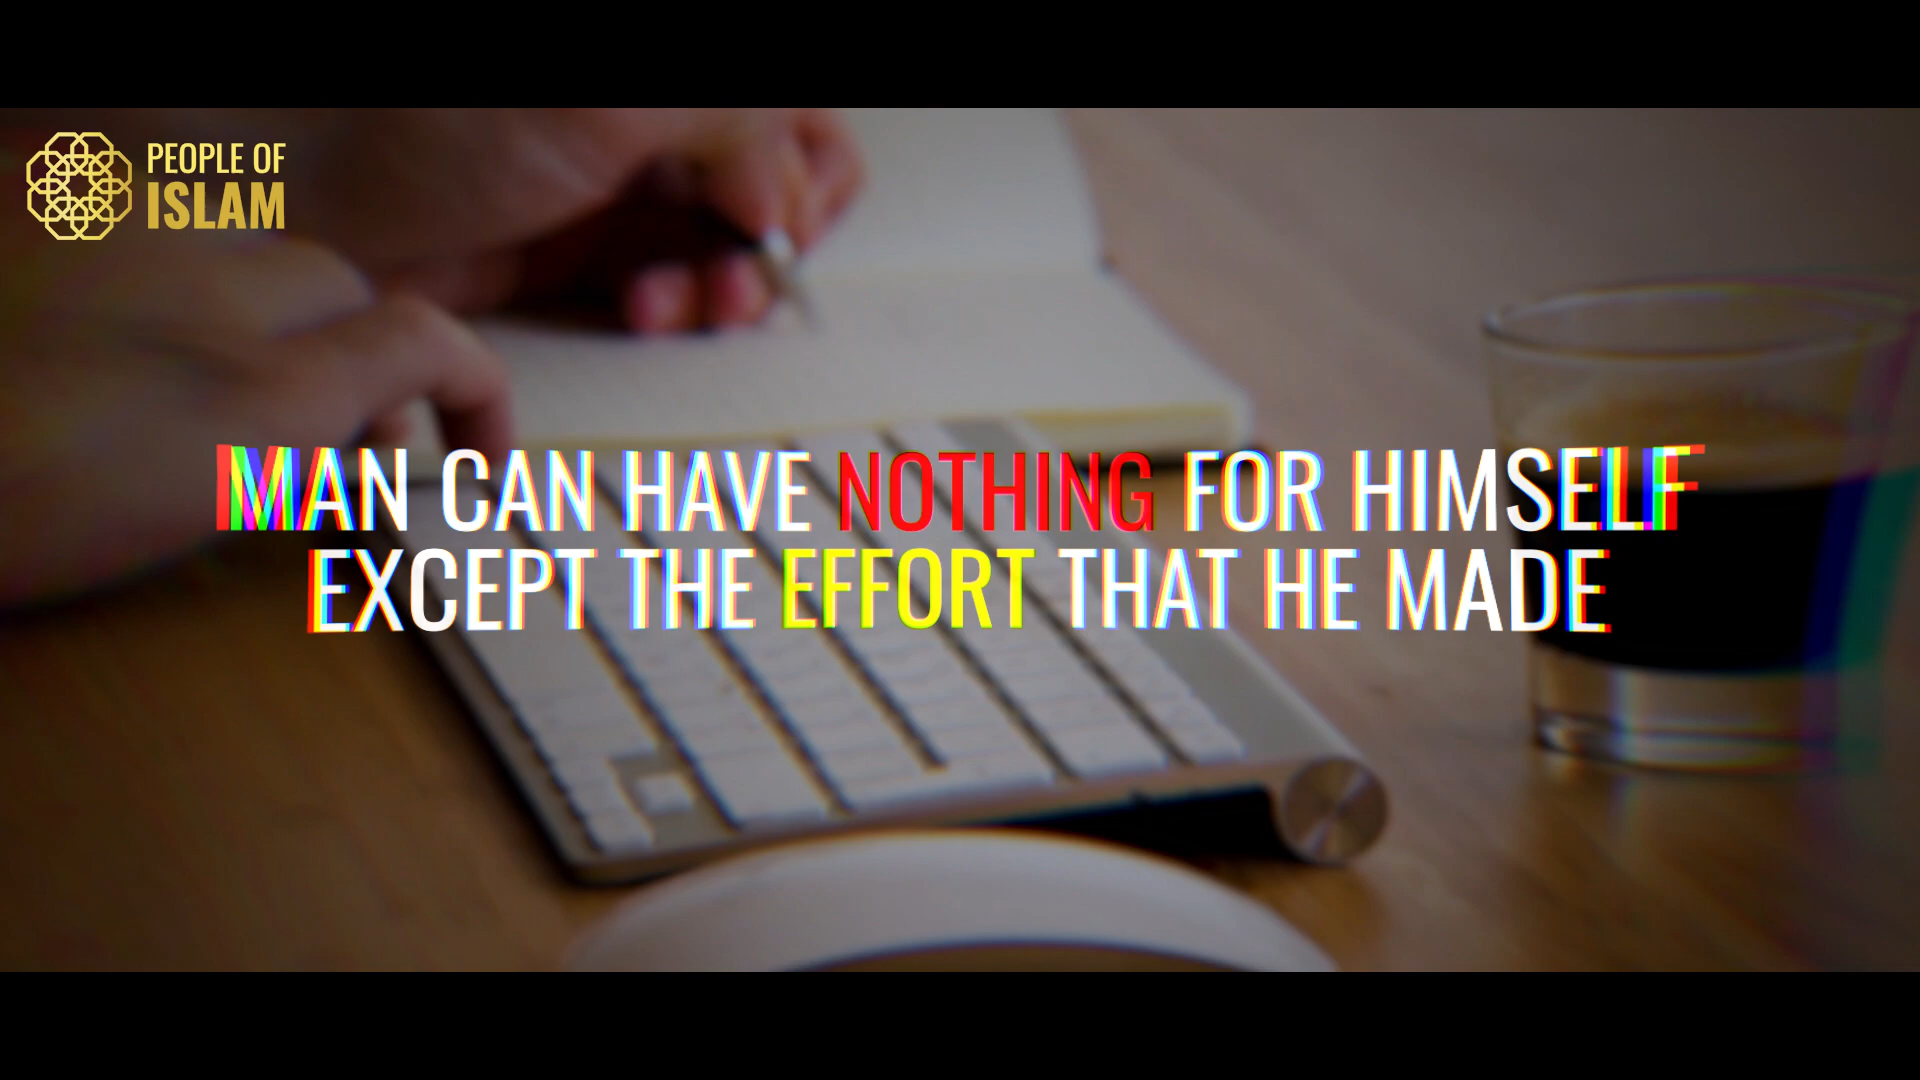 PEOPLE OF
ISLAM
MAN CAN HAVE NOTHING FOR HIMSELF
EXCEPT THE EFFORT THAT HE MADE